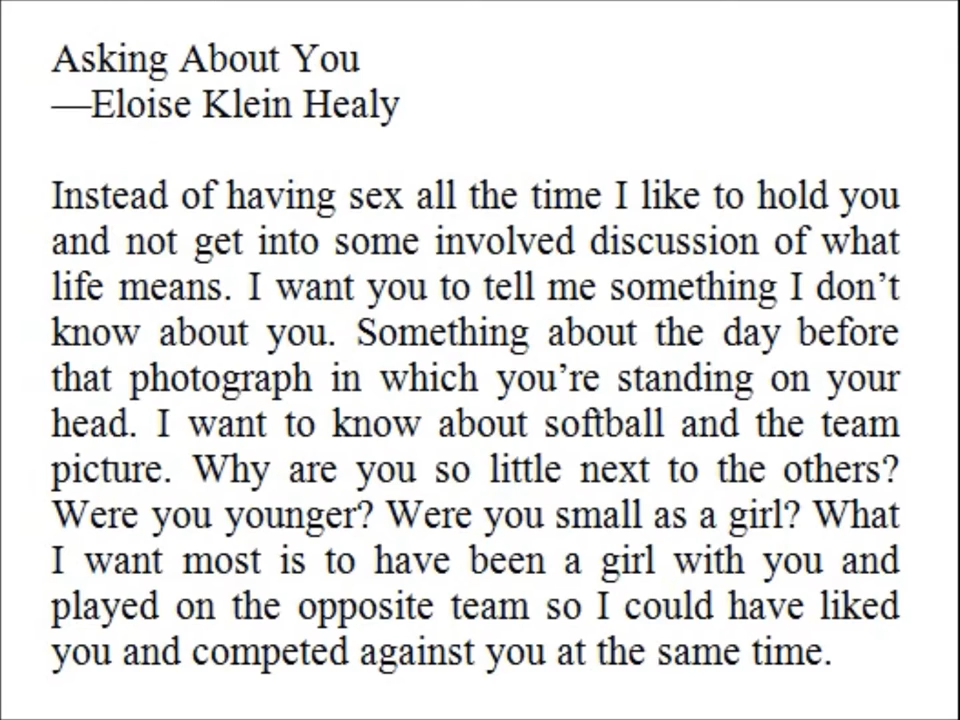 Asking About You
—Eloise Klein Healy
Instead of having sex all the time I like to hold you
and not get into some involved discussion of what
life means. I want you to tell me something I don’t
know about you. Something about the day before
that photograph in which you’re standing on your
head. I want to know about softball and the team
picture. Why are you so little next to the others?
Were you younger? Were you small as a girl? What
I want most is to have been a girl with you and
played on the opposite team so I could have liked
you and competed against you at the same time.